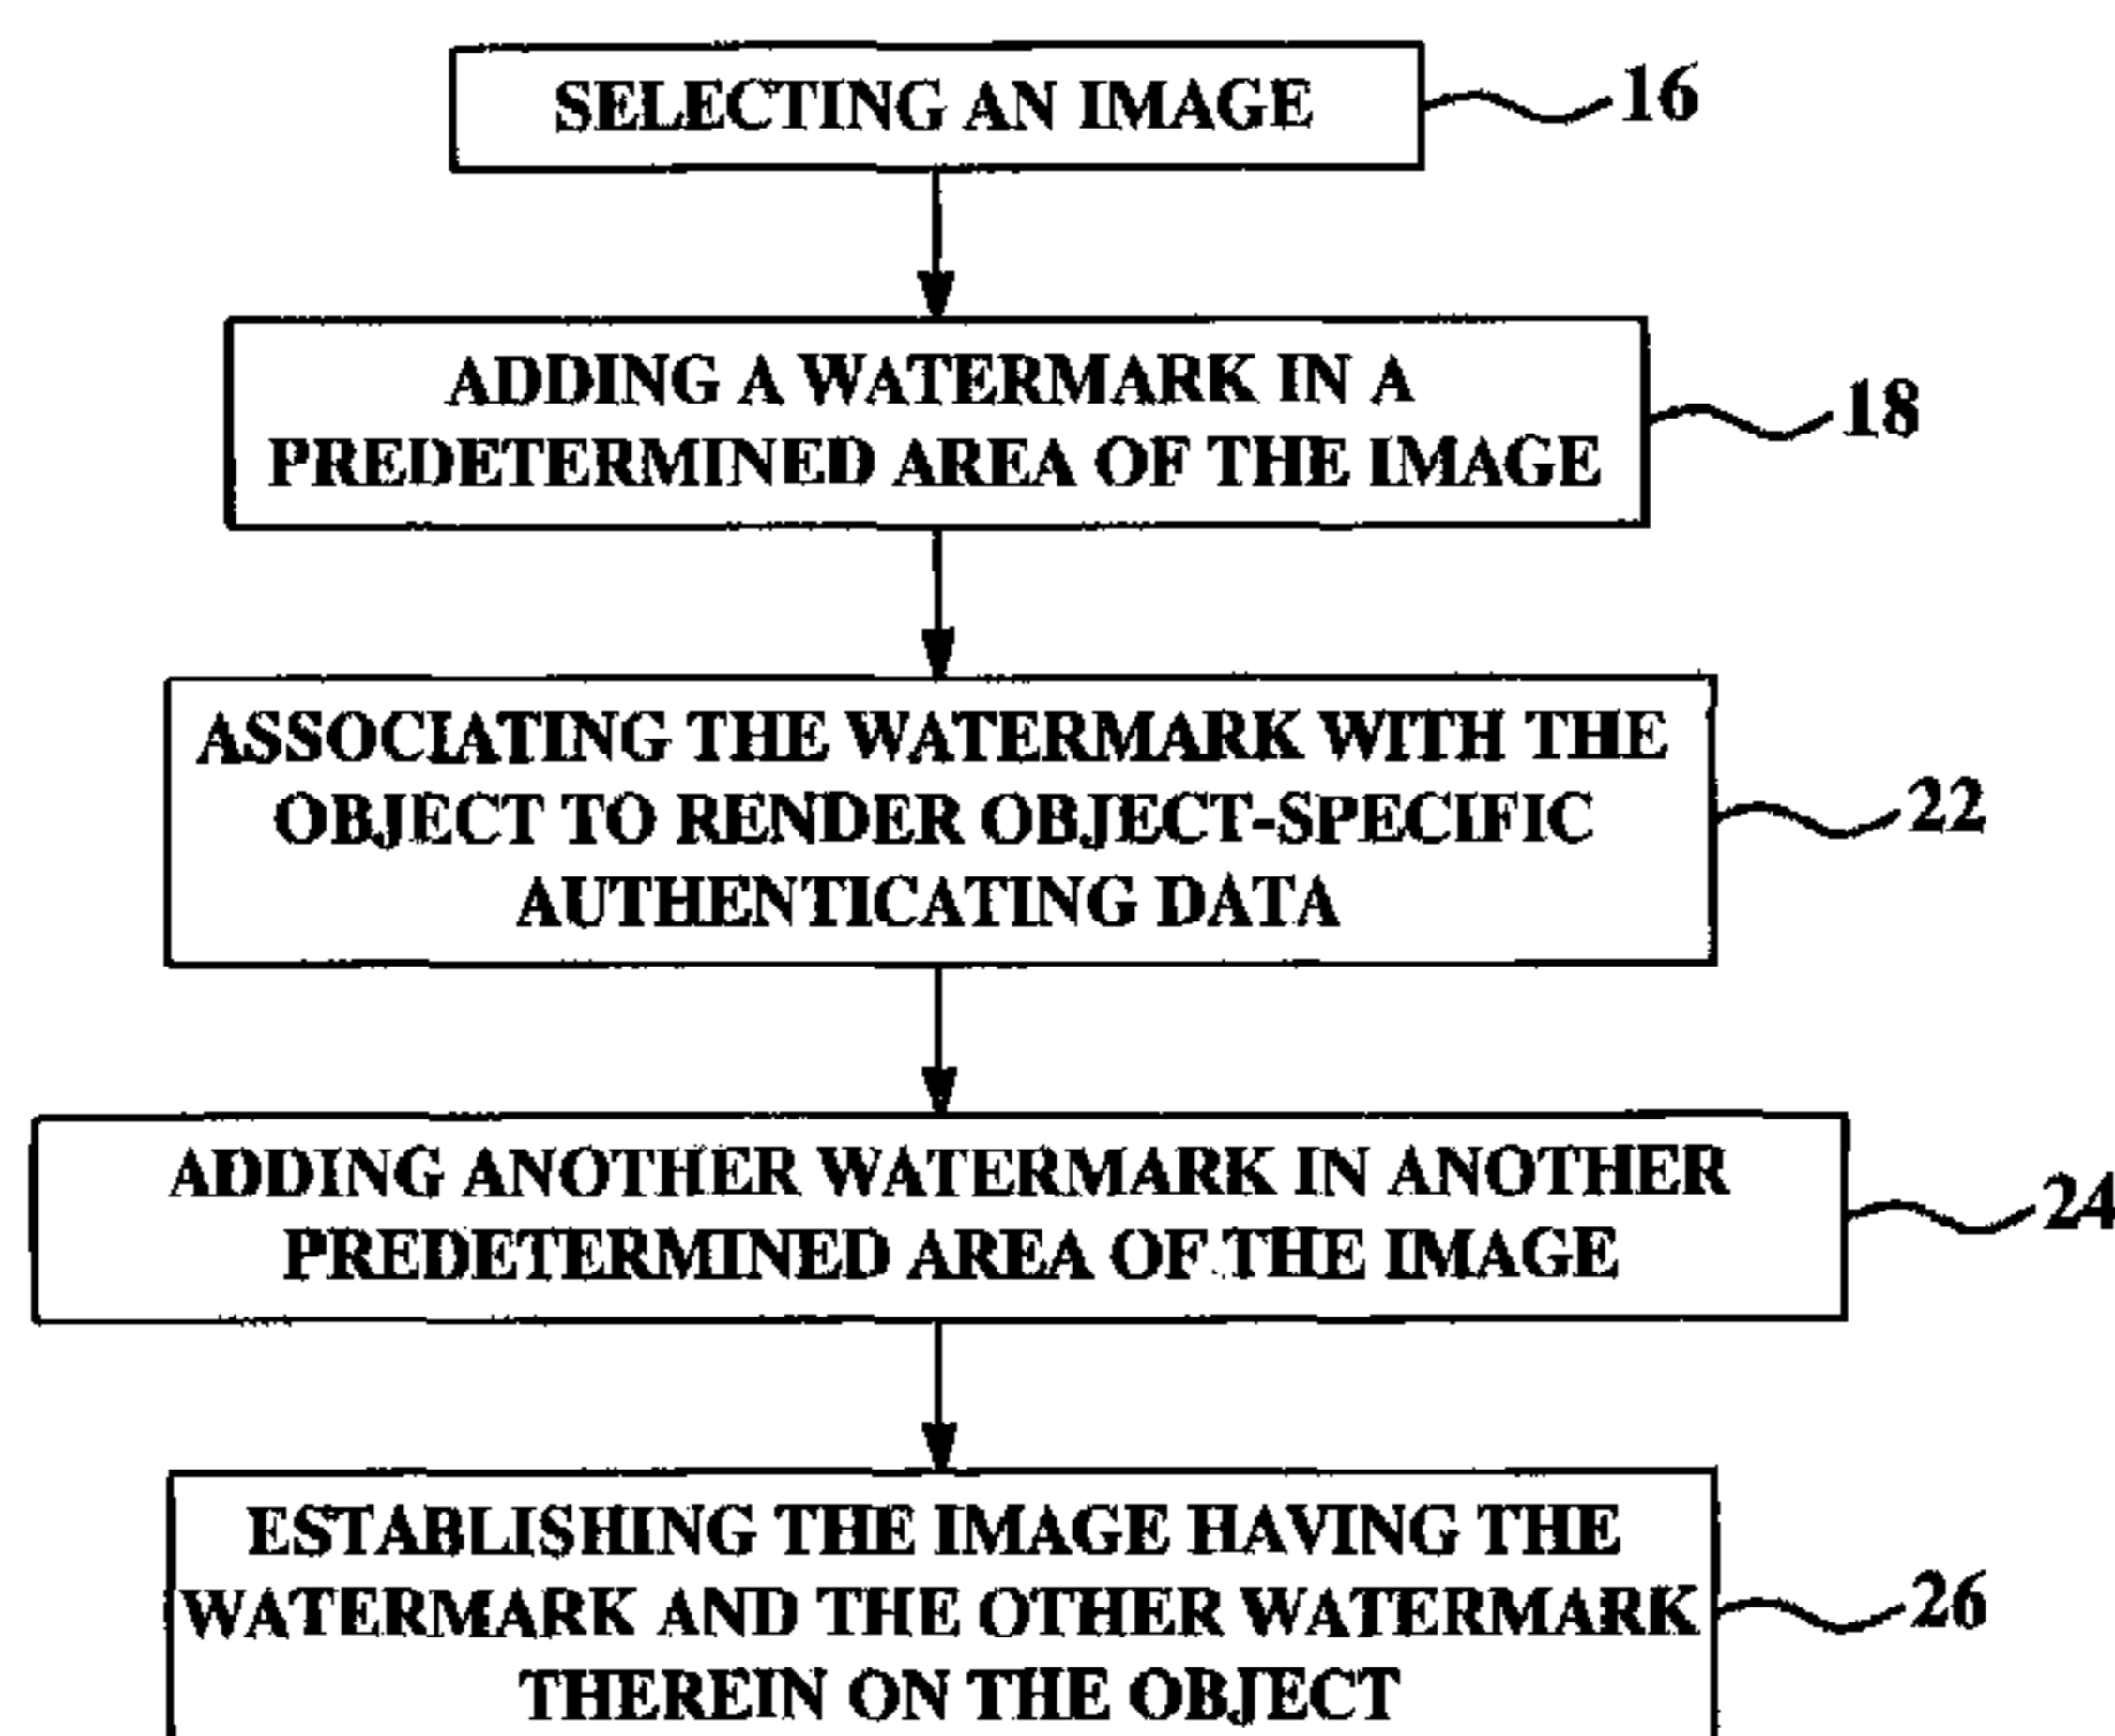 SELECTING AN IMAGE
16
ADDING A WATERMARK IN A
PREDETERMINED AREA OF THE IMAGE
18
ASSOCIATING THE WATERMARK WITH THE
OBJECT TO RENDER OBJECT-SPECIFIC
AUTHENTICATING DATA
22
ADDING ANOTHER WATERMARK IN ANOTHER
PREDETERMINED AREA OF THE IMAGE
24
ESTABLISHING THE IMAGE HAVING THE
WATERMARK AND THE OTHER WATERMARK
THEREIN ON THE OBJECT
26